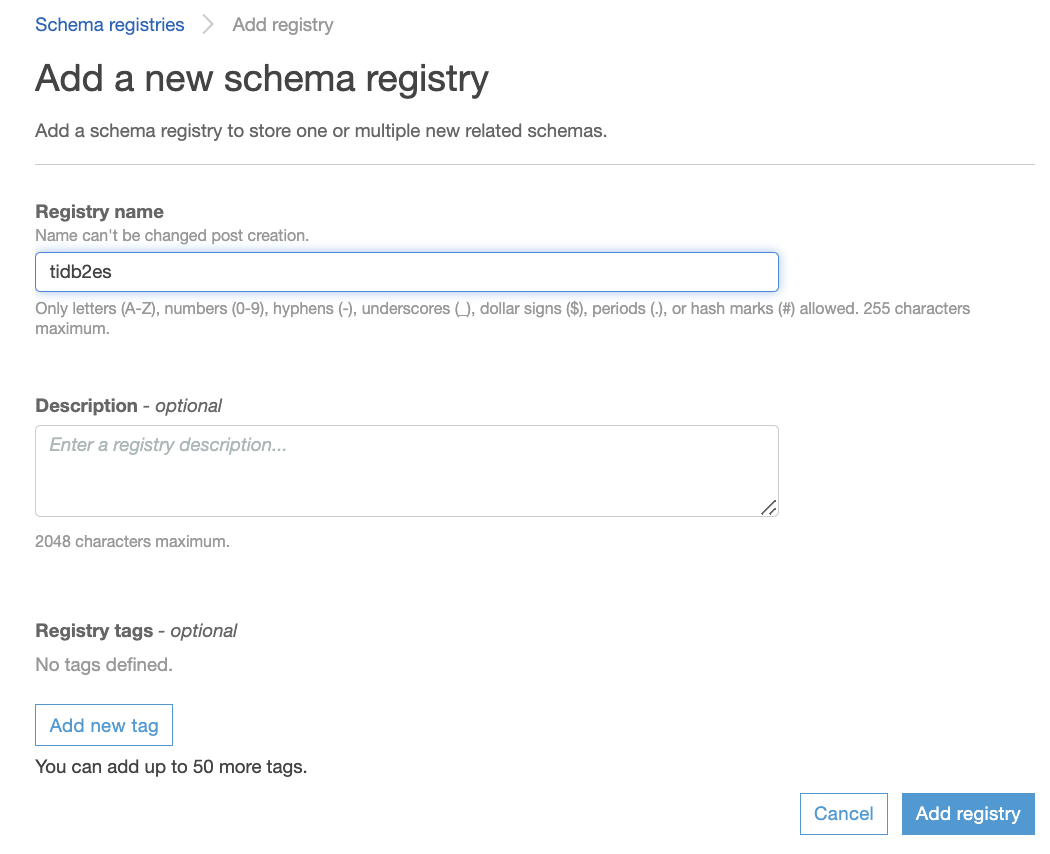 Schema registries > Add registry
Add a new schema registry
Add a schema registry to store one or multiple new related schemas.
Registry name
Name can't be changed post creation.
tidb2es
Only letters (A-Z), numbers (0-9), hyphens (-), underscores (_), dollar signs ($), periods (.), or hash marks (#) allowed. 255 characters
maximum.
Description - optional
Enter a registry description...
2048 characters maximum.
Registry tags - optional
No tags defined.
Add new tag
You can add up to 50 more tags.
Cancel Add registry